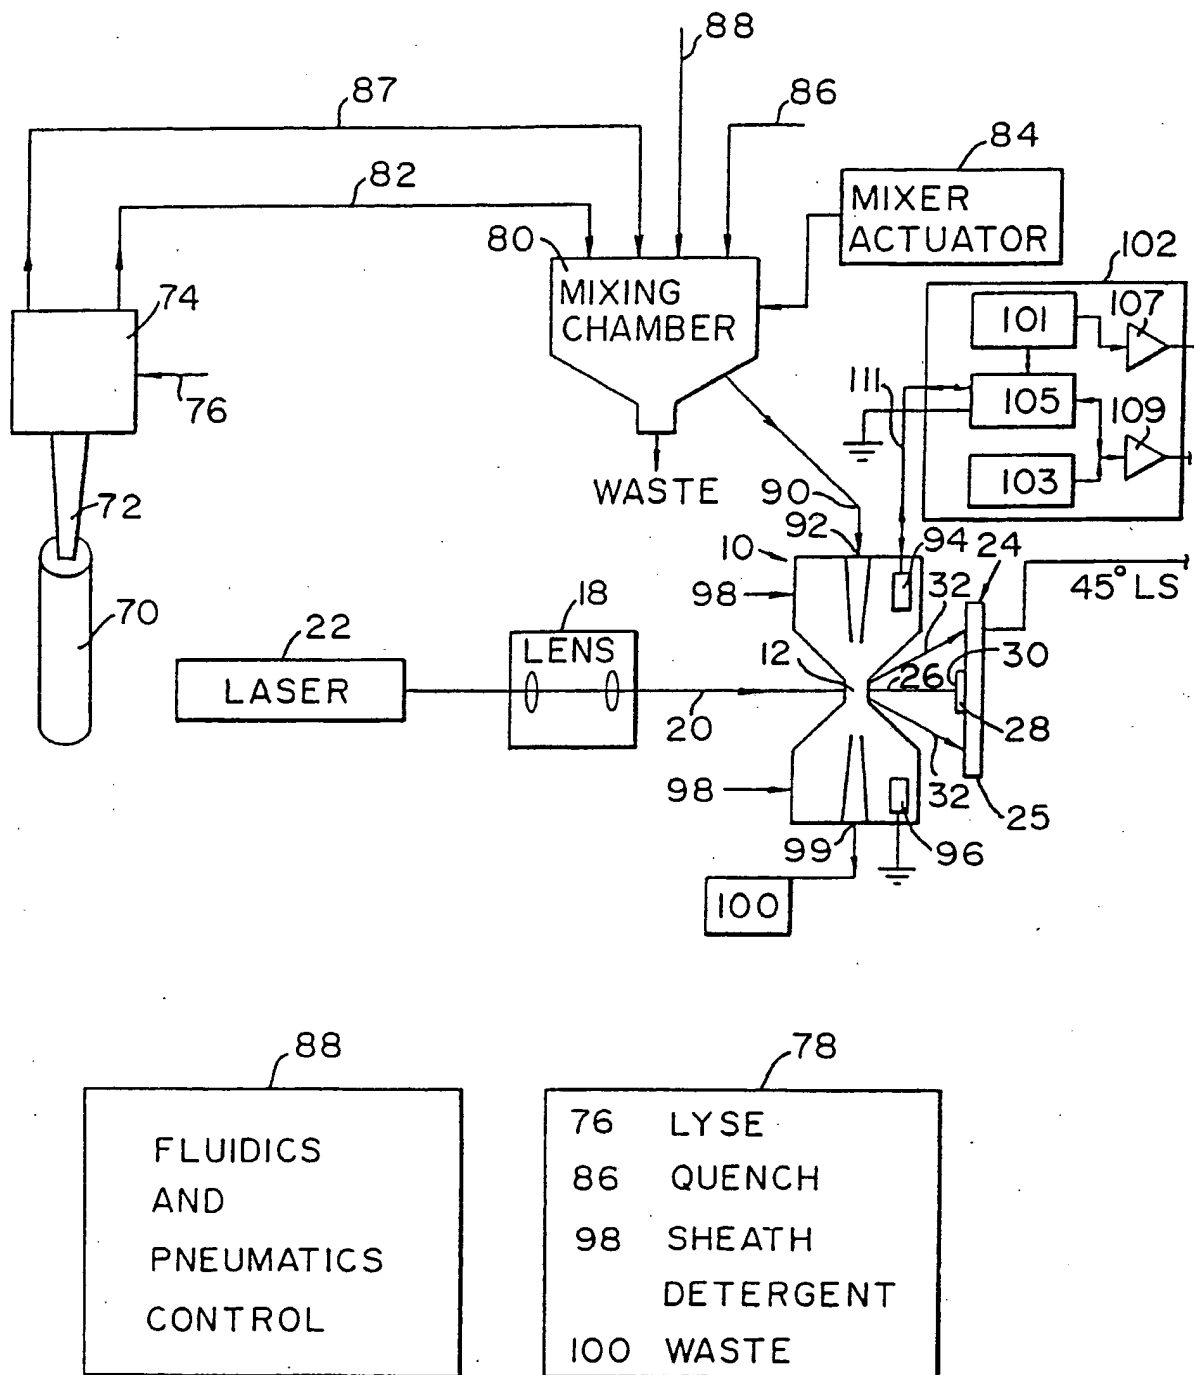 88
87
86
82
84
MIXER
ACTUATOR
80
MIXING
CHAMBER
102
74
107
101
76
111
105
109
103
72
WASTE
90
92
10
94
24
98
32
45° LS
70
18
22
LENS
12
30
26
LASER
20
28
98
32
25
99
96
100
88
FLUIDICS
AND
PNEUMATICS
CONTROL
78
76 LYSE
86 QUENCH
98 SHEATH
DETERGENT
100 WASTE